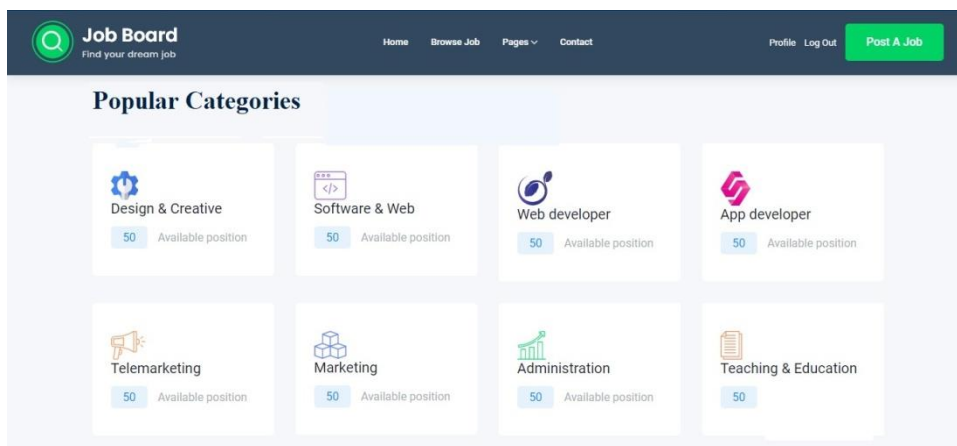 Job Board
Find your dream job
Home Browse Job Pages Contact
Profile Log Out Post A Job
Popular Categories
Design & Creative
50 Available position
Software & Web
50 Available position
Web developer
50 Available position
App developer
50 Available position
Telemarketing
50 Available position
Marketing
50 Available position
Administration
50 Available position
Teaching & Education
50